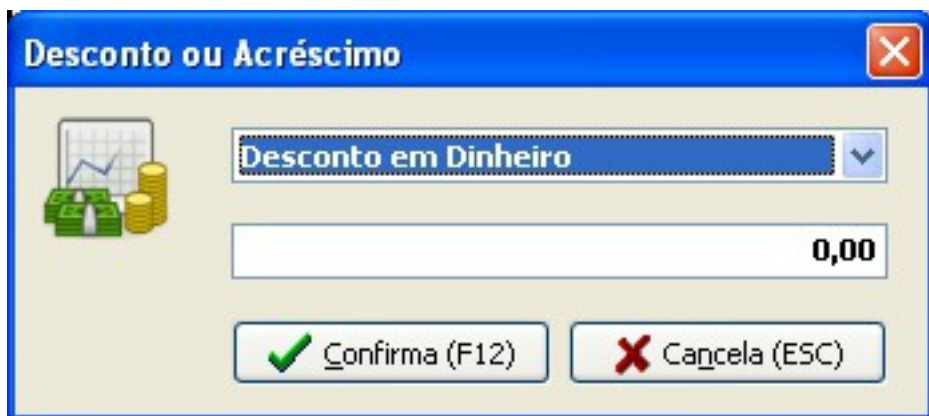 Desconto ou Acréscimo
Desconto em Dinheiro
0,00
Confirma (F12) Cancela (ESC)